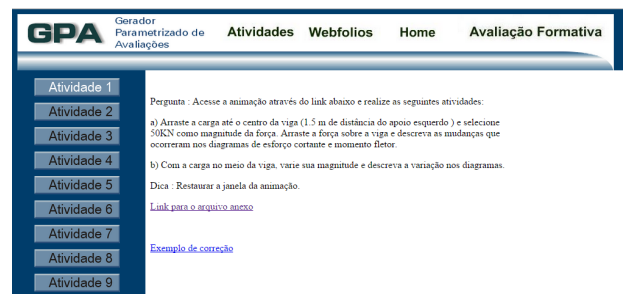 GPA
Gerador
Parametrizado de
Avaliações
Atividades Webfolios Home Avaliação Formativa
Atividade 1
Atividade 2
Atividade 3
Atividade 4
Atividade 5
Atividade 6
Atividade 7
Atividade 8
Atividade 9
Pergunta : Acesse a animação através do link abaixo e realize as seguintes atividades:
a) Arraste a carga até o centro da viga (1.5 m de distância do apoio esquerdo ) e selecione
50KN como magnitude da força. Arraste a força sobre a viga e descreva as mudanças que
ocorreram nos diagramas de esforço cortante e momento fletor.
b) Com a carga no meio da viga, varie sua magnitude e descreva a variação nos diagramas.
Dica : Restaurar a janela da animação.
Link para o arquivo anexo
Exemplo de correção